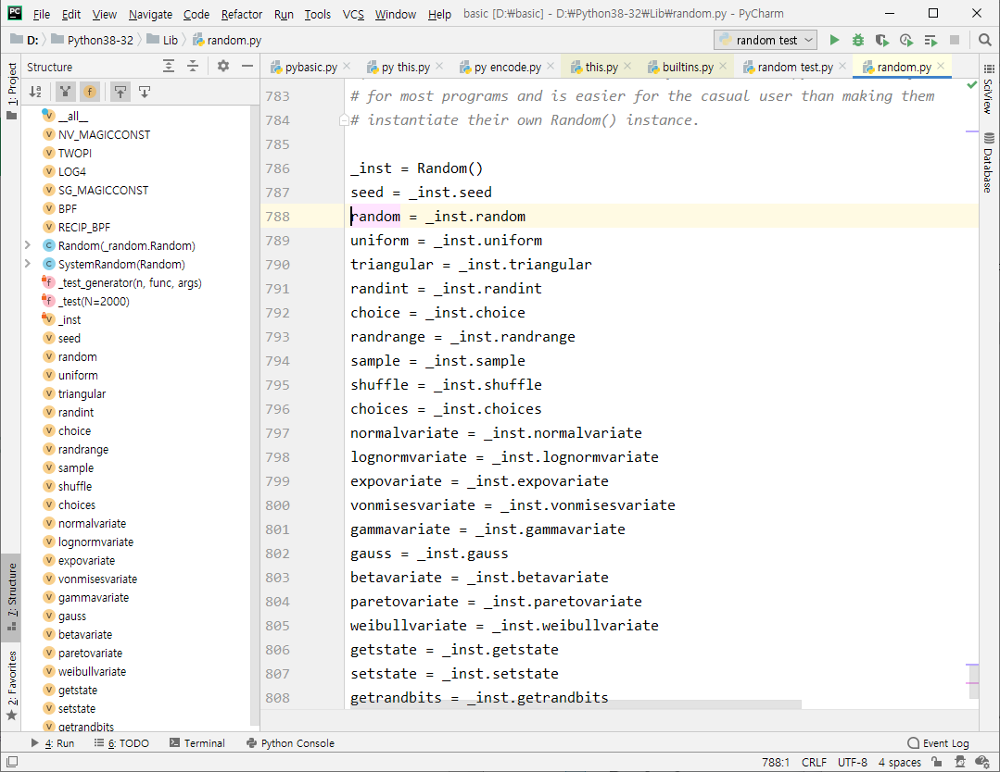 PC File Edit View Navigate Code Refactor Run Tools VCS Window Help basic [D:₩basic] - D:₩Python38-32₩Lib₩random.py - PyCharm
D: Python38-32 Lib random.py random test
1: Project
Structure
pybasic.py py this.py py encode.py this.py builtins.py random test.py random.py
__all__
NV_MAGICCONST
TWOPI
LOG4
SG_MAGICCONST
BPF
RECIP_BPF
Random(_random.Random)
SystemRandom(Random)
_test_generator(n, func, args)
_test(N=2000)
_inst
seed
random
uniform
triangular
randint
choice
randrange
sample
shuffle
choices
normalvariate
lognormvariate
expovariate
vonmisesvariate
gammavariate
gauss
betavariate
paretovariate
weibullvariate
getstate
setstate
getrandbits
7: Structure
2: Favorites
783 # for most programs and is easier for the casual user than making them
784 # instantiate their own Random() instance.
785
786 _inst = Random()
787 seed = _inst.seed
788 random = _inst.random
789 uniform = _inst.uniform
790 triangular = _inst.triangular
791 randint = _inst.randint
792 choice = _inst.choice
793 randrange = _inst.randrange
794 sample = _inst.sample
795 shuffle = _inst.shuffle
796 choices = _inst.choices
797 normalvariate = _inst.normalvariate
798 lognormvariate = _inst.lognormvariate
799 expovariate = _inst.expovariate
800 vonmisesvariate = _inst.vonmisesvariate
801 gammavariate = _inst.gammavariate
802 gauss = _inst.gauss
803 betavariate = _inst.betavariate
804 paretovariate = _inst.paretovariate
805 weibullvariate = _inst.weibullvariate
806 getstate = _inst.getstate
807 setstate = _inst.setstate
808 getrandbits = _inst.getrandbits
SciView
Database
4: Run 6: TODO Terminal Python Console Event Log
788:1 CRLF UTF-8 4 spaces